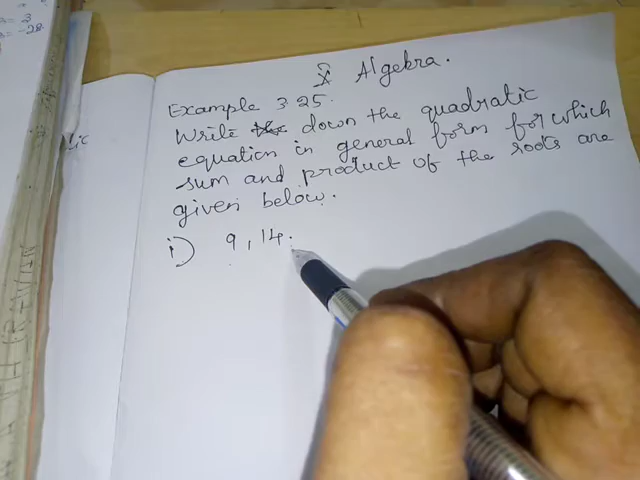 Algebra.
Example 3.25.
Write down the quadratic
equation in general form for which
sum and product of the roots are
given below.
i) 9, 14.